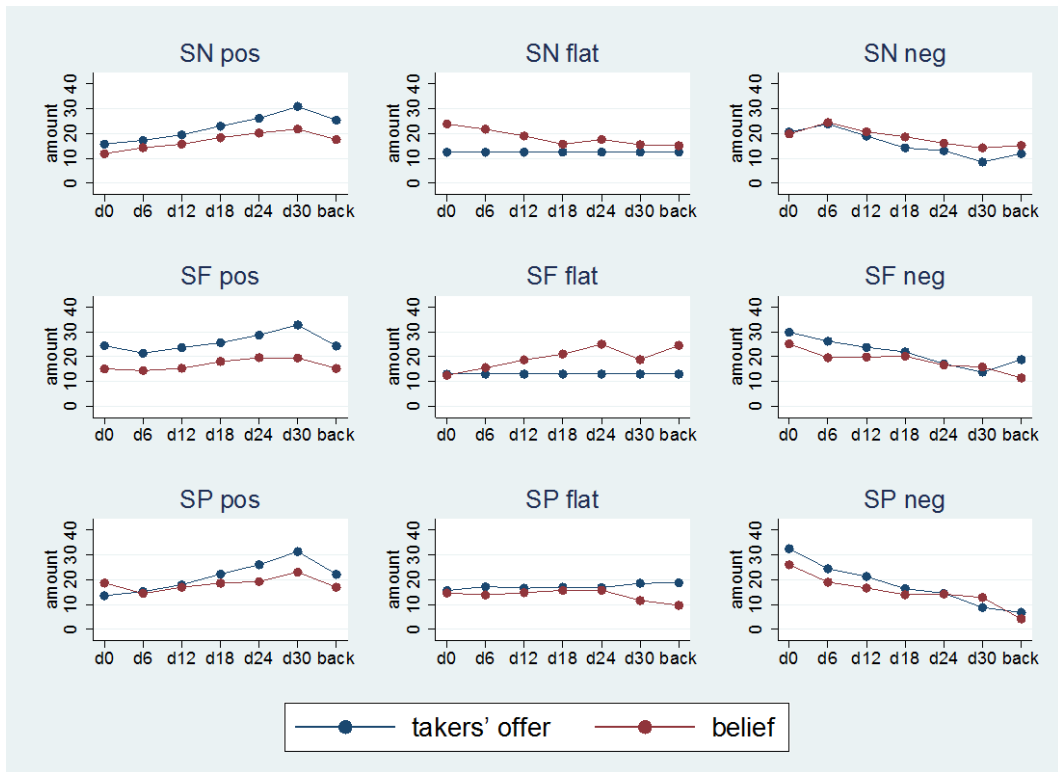 SN pos
SN flat
SN neg
amount
0 10 20 30 40
d0 d6 d12 d18 d24 d30 back
amount
0 10 20 30 40
d0 d6 d12 d18 d24 d30 back
amount
0 10 20 30 40
d0 d6 d12 d18 d24 d30 back
SF pos
SF flat
SF neg
amount
0 10 20 30 40
d0 d6 d12 d18 d24 d30 back
amount
0 10 20 30 40
d0 d6 d12 d18 d24 d30 back
amount
0 10 20 30 40
d0 d6 d12 d18 d24 d30 back
SP pos
SP flat
SP neg
amount
0 10 20 30 40
d0 d6 d12 d18 d24 d30 back
amount
0 10 20 30 40
d0 d6 d12 d18 d24 d30 back
amount
0 10 20 30 40
d0 d6 d12 d18 d24 d30 back
takers' offer
belief